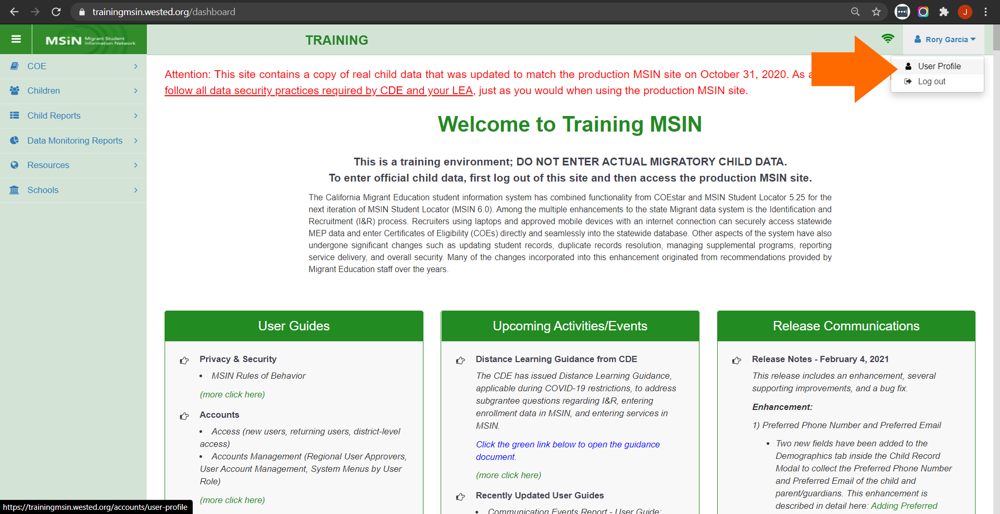 trainingmsin.wested.org/dashboard
J
MSiN Migrant Student
Information Network
TRAINING
Rory Garcia
User Profile
Log out
COE
Children
Child Reports
Data Monitoring Reports
Resources
Schools
Attention: This site contains a copy of real child data that was updated to match the production MSIN site on October 31, 2020. As
follow all data security practices required by CDE and your LEA, just as you would when using the production MSIN site.
Welcome to Training MSIN
This is a training environment; DO NOT ENTER ACTUAL MIGRATORY CHILD DATA.
To enter official child data, first log out of this site and then access the production MSIN site.
The California Migrant Education student information system has combined functionality from COEstar and MSIN Student Locator 5.25 for the
next iteration of MSIN Student Locator (MSIN 6.0). Among the multiple enhancements to the state Migrant data system is the Identification and
Recruitment (I&R) process. Recruiters using laptops and approved mobile devices with an internet connection can securely access statewide
MEP data and enter Certificates of Eligibility (COEs) directly and seamlessly into the statewide database. Other aspects of the system have also
undergone significant changes such as updating student records, duplicate records resolution, managing supplemental programs, reporting
service delivery, and overall security. Many of the changes incorporated into this enhancement originated from recommendations provided by
Migrant Education staff over the years.
User Guides
Privacy & Security
• MSIN Rules of Behavior
(more click here)
Accounts
• Access (new users, returning users, district-level
access)
• Accounts Management (Regional User Approvers,
User Account Management, System Menus by User
Role)
(more click here)
Upcoming Activities/Events
Distance Learning Guidance from CDE
The CDE has issued Distance Learning Guidance,
applicable during COVID-19 restrictions, to address
subgrantee questions regarding I&R, entering
enrollment data in MSIN, and entering services in
MSIN.
Click the green link below to open the guidance
document.
(more click here)
Recently Updated User Guides
• Communication Events Report - User Guide:
Release Communications
Release Notes - February 4, 2021
This release includes an enhancement, several
supporting improvements, and a bug fix.
Enhancement:
1) Preferred Phone Number and Preferred Email
• Two new fields have been added to the
Demographics tab inside the Child Record
Modal to collect the Preferred Phone Number
and Preferred Email of the child and
parent/guardians. This enhancement is
described in detail here: Adding Preferred
https://trainingmsin.wested.org/accounts/user-profile